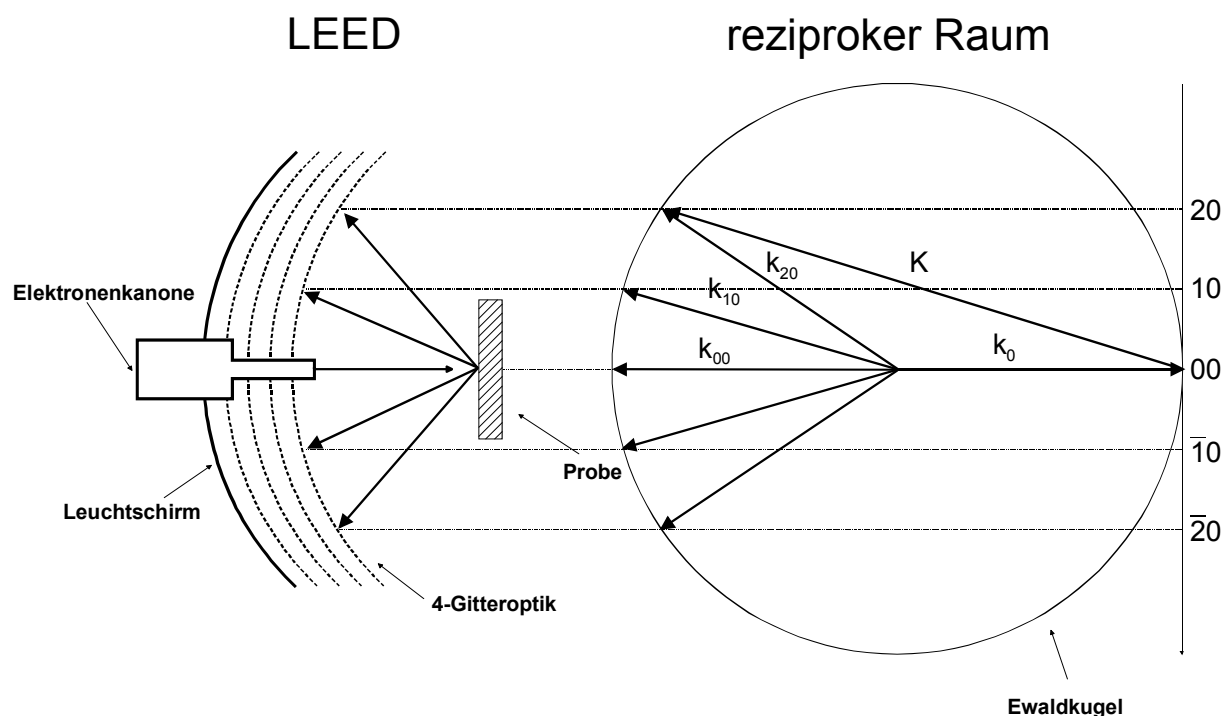 LEED
reziproker Raum
20
k₂₀
K
Elektronenkanone
10
k₁₀
k₀₀
k₀
00
1̅0
Probe
Leuchtschirm
2̅0
4-Gitteroptik
Ewaldkugel